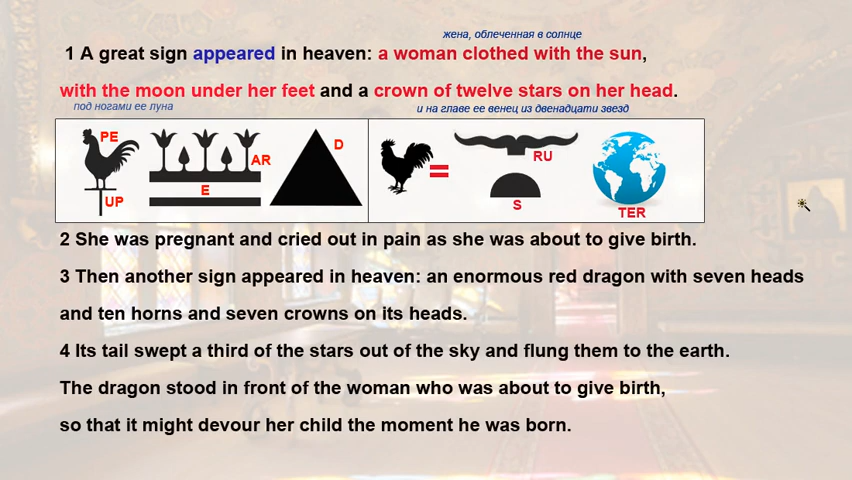 жена, облеченная в солнце
1 A great sign appeared in heaven: a woman clothed with the sun,
with the moon under her feet and a crown of twelve stars on her head.
под ногами ее луна
и на главе ее венец из двенадцати звезд
PE
D
AR
=
RU
E
UP
S
TER
2 She was pregnant and cried out in pain as she was about to give birth.
3 Then another sign appeared in heaven: an enormous red dragon with seven heads
and ten horns and seven crowns on its heads.
4 Its tail swept a third of the stars out of the sky and flung them to the earth.
The dragon stood in front of the woman who was about to give birth,
so that it might devour her child the moment he was born.